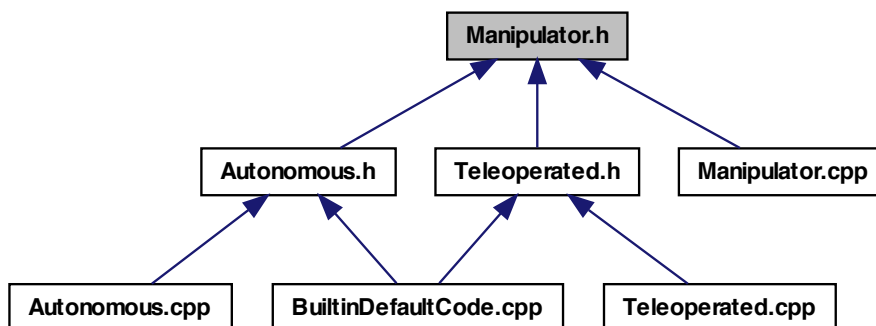 Manipulator.h
Autonomous.h
Teleoperated.h
Manipulator.cpp
Autonomous.cpp
BuiltinDefaultCode.cpp
Teleoperated.cpp